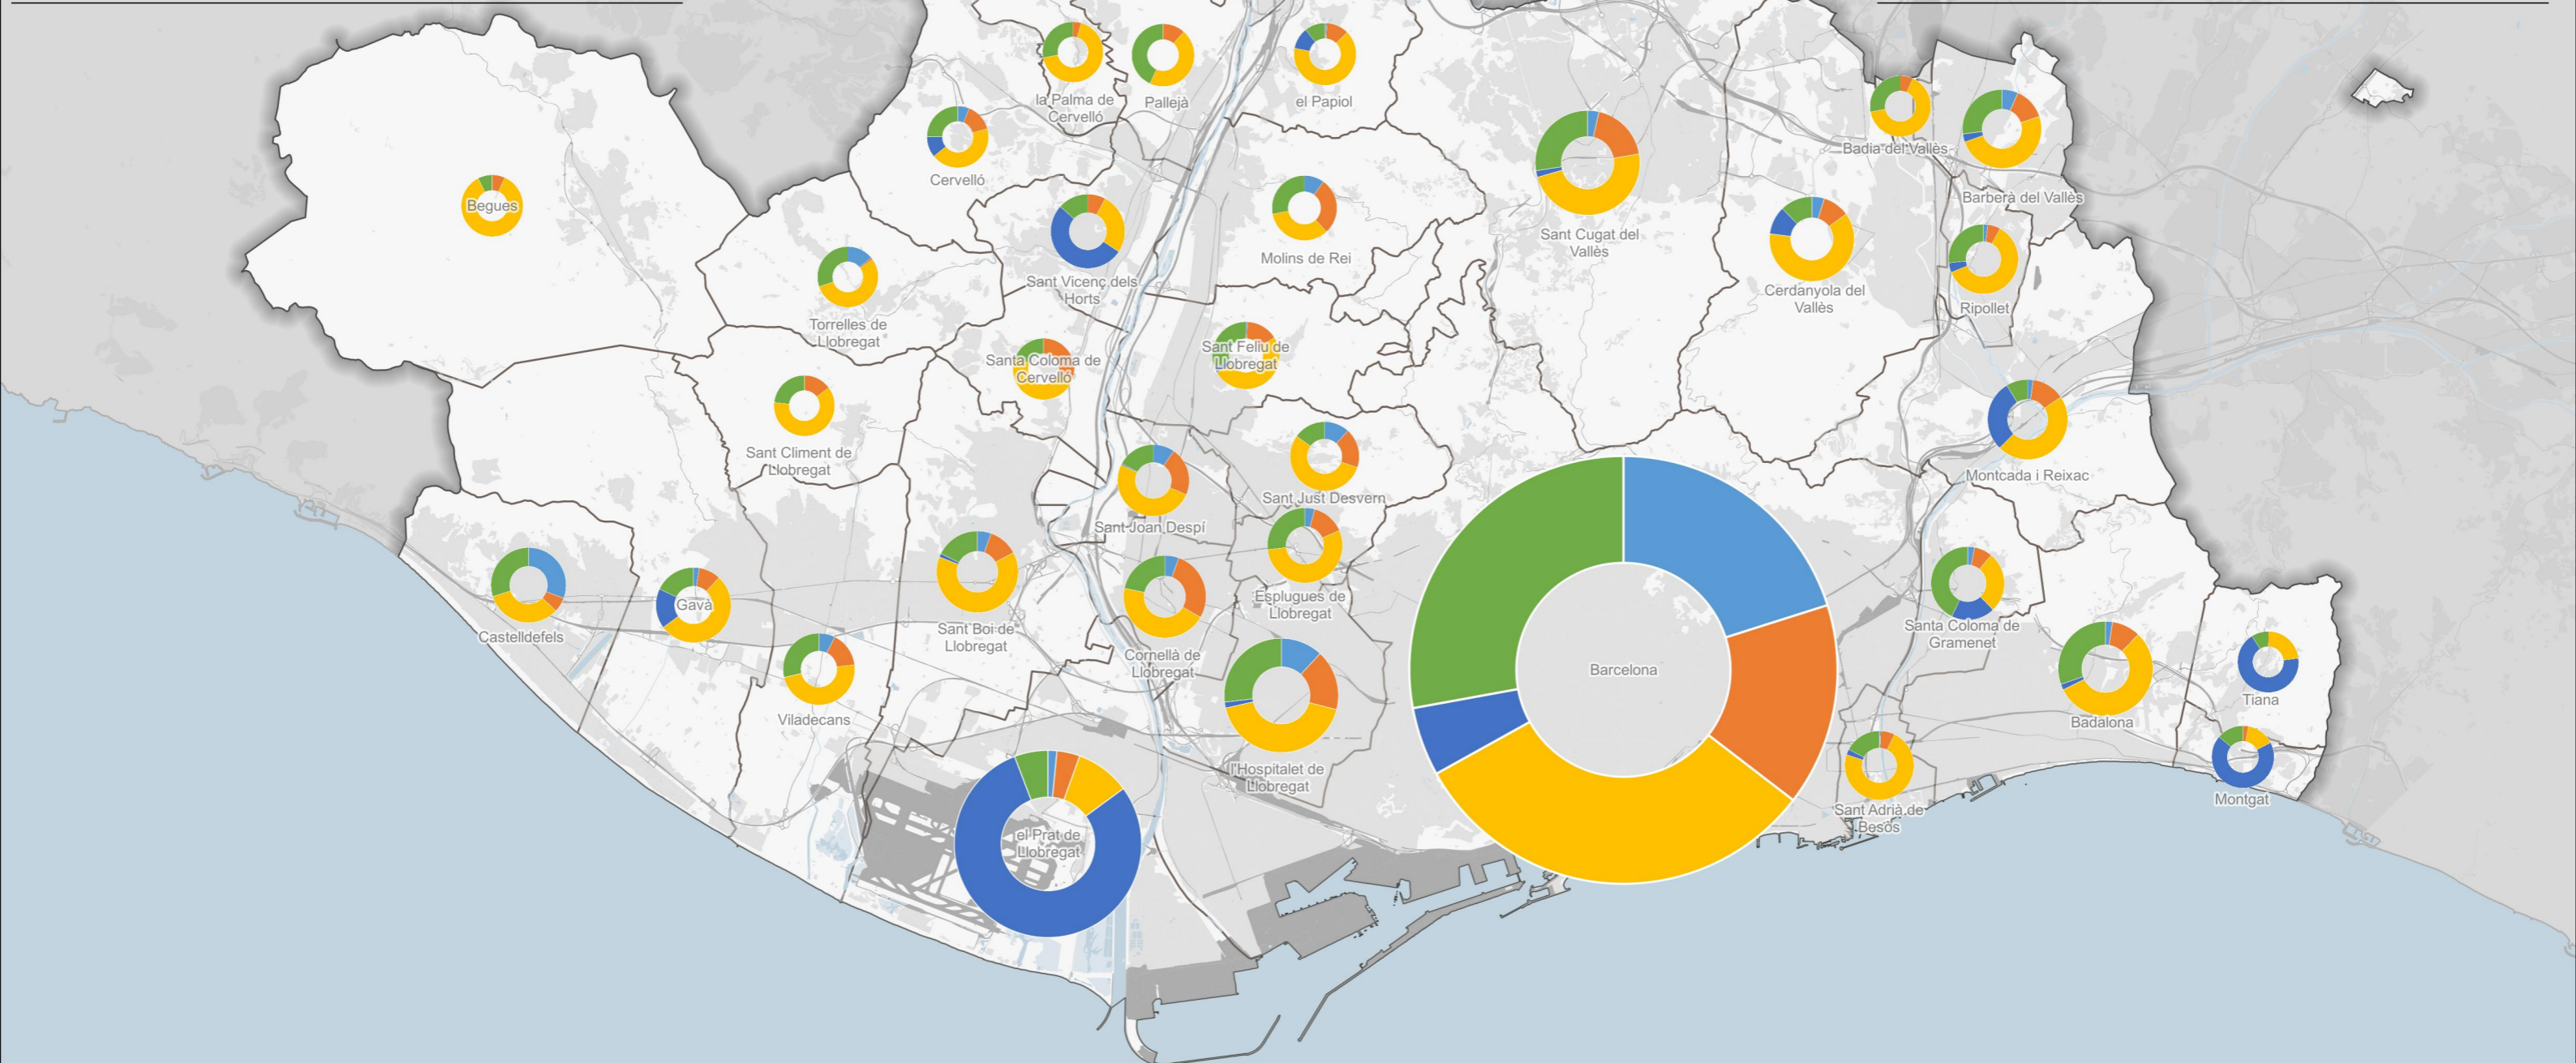 la Palma de
Cervelló
Pallejà
el Papiol
Cervelló
Badia del Vallès
Barberà del Vallès
Begues
Sant Vicenç dels
Horts
Molins de Rei
Sant Cugat del
Vallès
Cerdanyola del
Vallès
Ripollet
Torrelles de
Llobregat
Santa Coloma de
Cervelló
Sant Feliu de
Llobregat
Sant Climent de
Llobregat
Sant Just Desvern
Montcada i Reixac
Sant Joan Despí
Castelldefels
Gavà
Sant Boi de
Llobregat
Esplugues de
Llobregat
Cornellà de
Llobregat
Santa Coloma de
Gramenet
Viladecans
Barcelona
Badalona
Tiana
l'Hospitalet de
Llobregat
el Prat de
Llobregat
Sant Adrià de
Besòs
Montgat